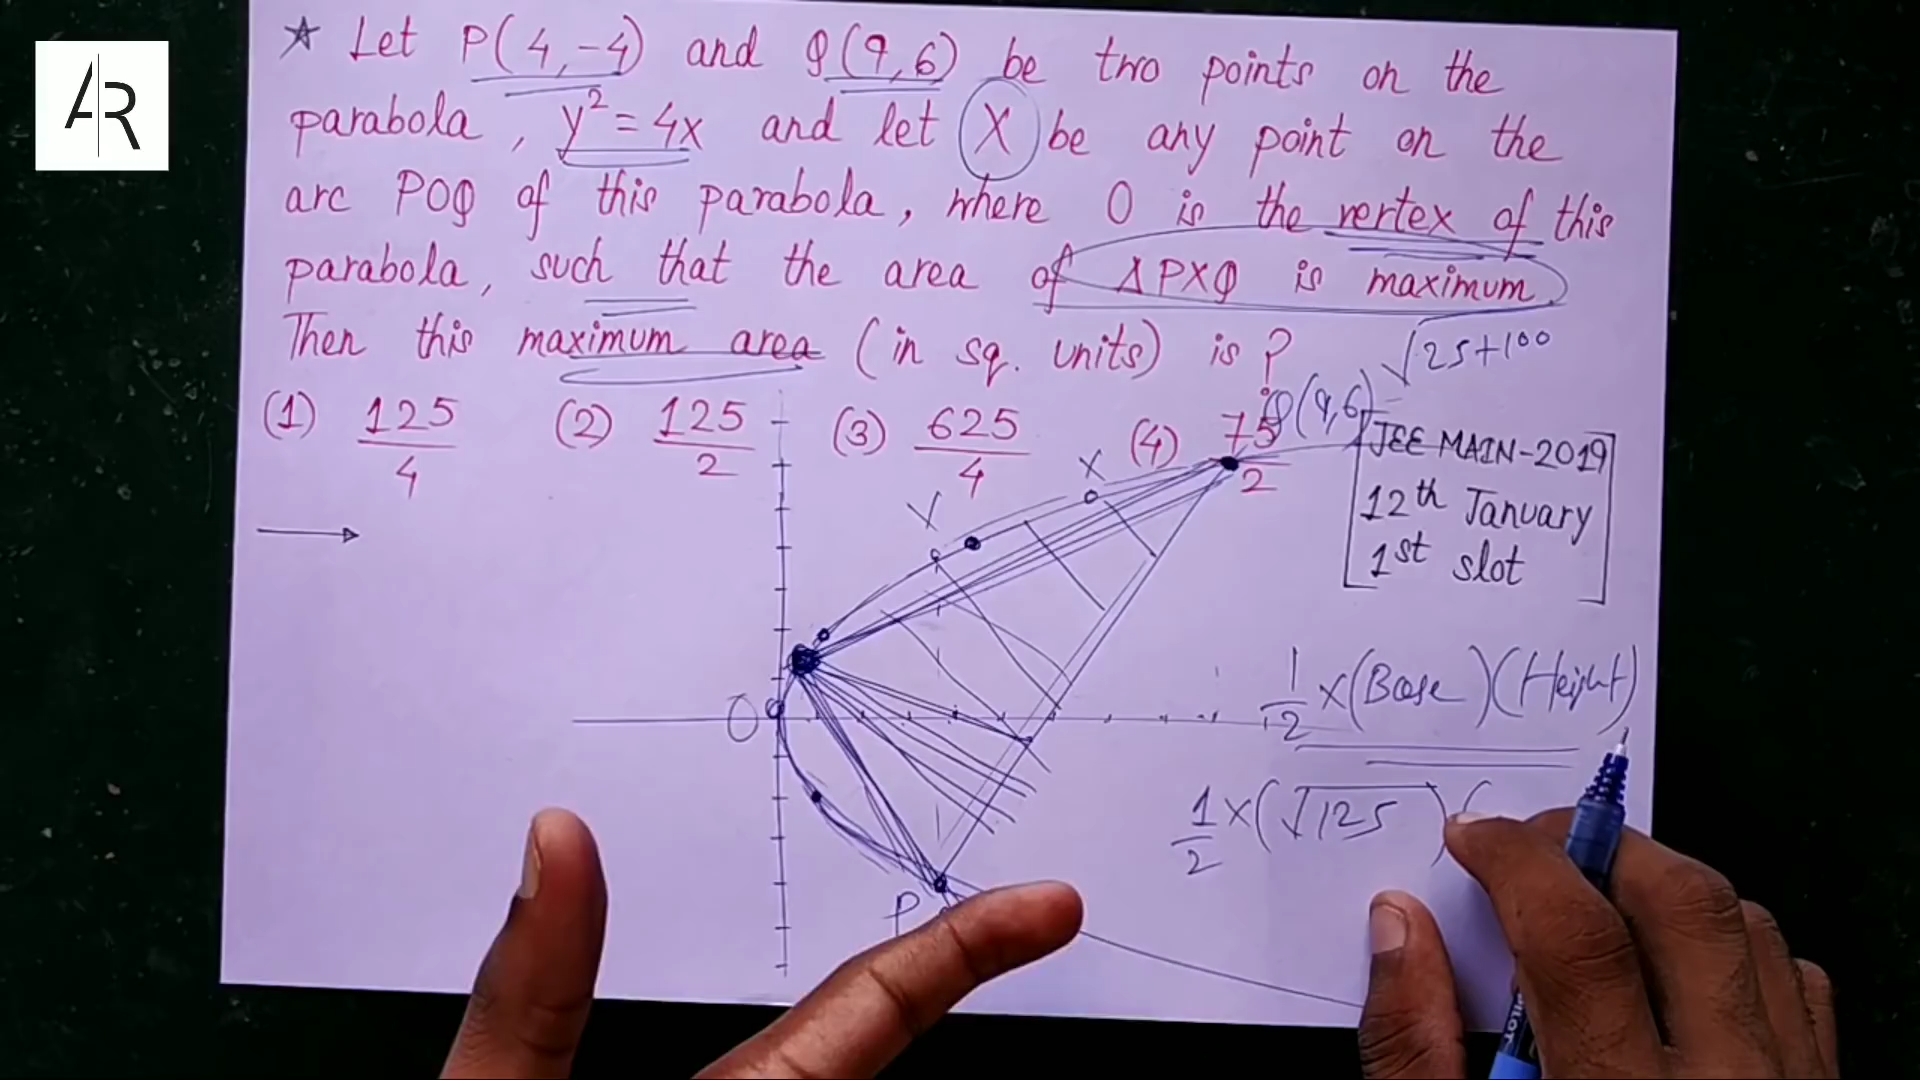 AR
☆ Let P(4,-4) and Q(9,6) be two points on the
parabola, y² = 4x and let X be any point on the
arc POQ of this parabola, where O is the vertex of this
parabola, such that the area of ΔPXQ is maximum.
Then this maximum area (in sq. units) is ?
√25+100
(1) 125/4 (2) 125/2 (3) 625/4 (4) 75/2
Q(9,6)
[JEE MAIN-2019
12th January
1st slot]
X
O
P
1/2 ×(Base)(Height)
1/2 ×(√125)(
PILOT